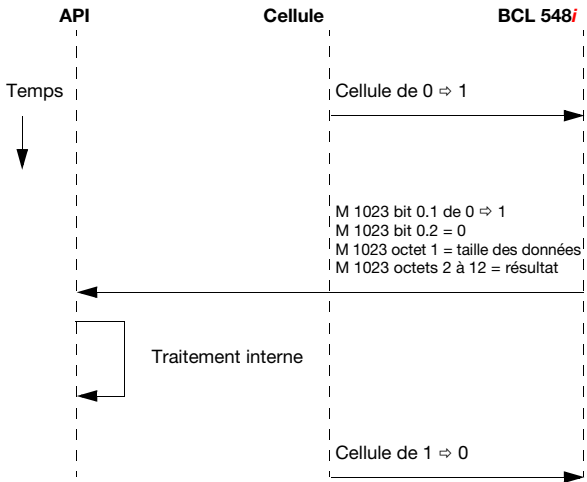 API Cellule BCL 548i
Temps
Cellule de 0 ⇨ 1
M 1023 bit 0.1 de 0 ⇨ 1
M 1023 bit 0.2 = 0
M 1023 octet 1 = taille des données
M 1023 octets 2 à 12 = résultat
Traitement interne
Cellule de 1 ⇨ 0